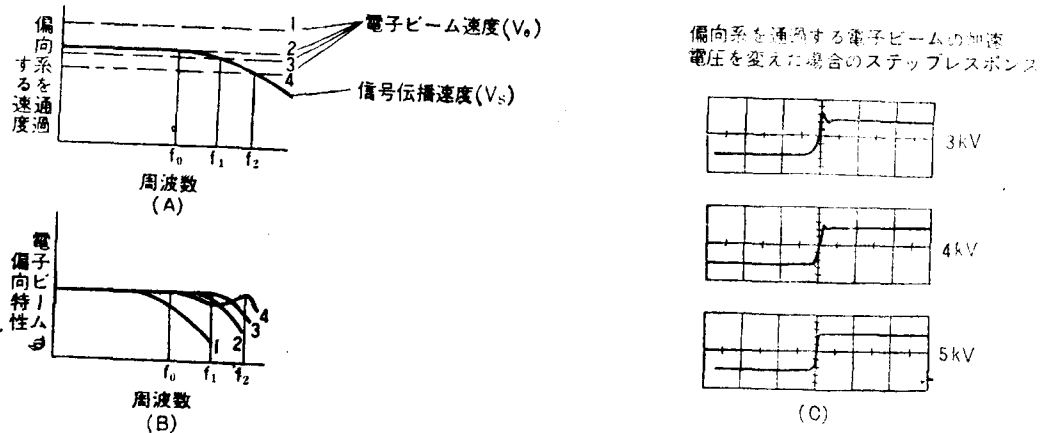 偏向系を通過する速度
1
2
3
4
電子ビーム速度(Ve)
信号伝播速度(Vs)
f₀ f₁ f₂
周波数
(A)
電子ビームの
偏向特性
1
2
3
4
f₀ f₁ f₂
周波数
(B)
偏向系を通過する電子ビームの加速
電圧を変えた場合のステップレスポンス
3kV
4kV
5kV
(C)